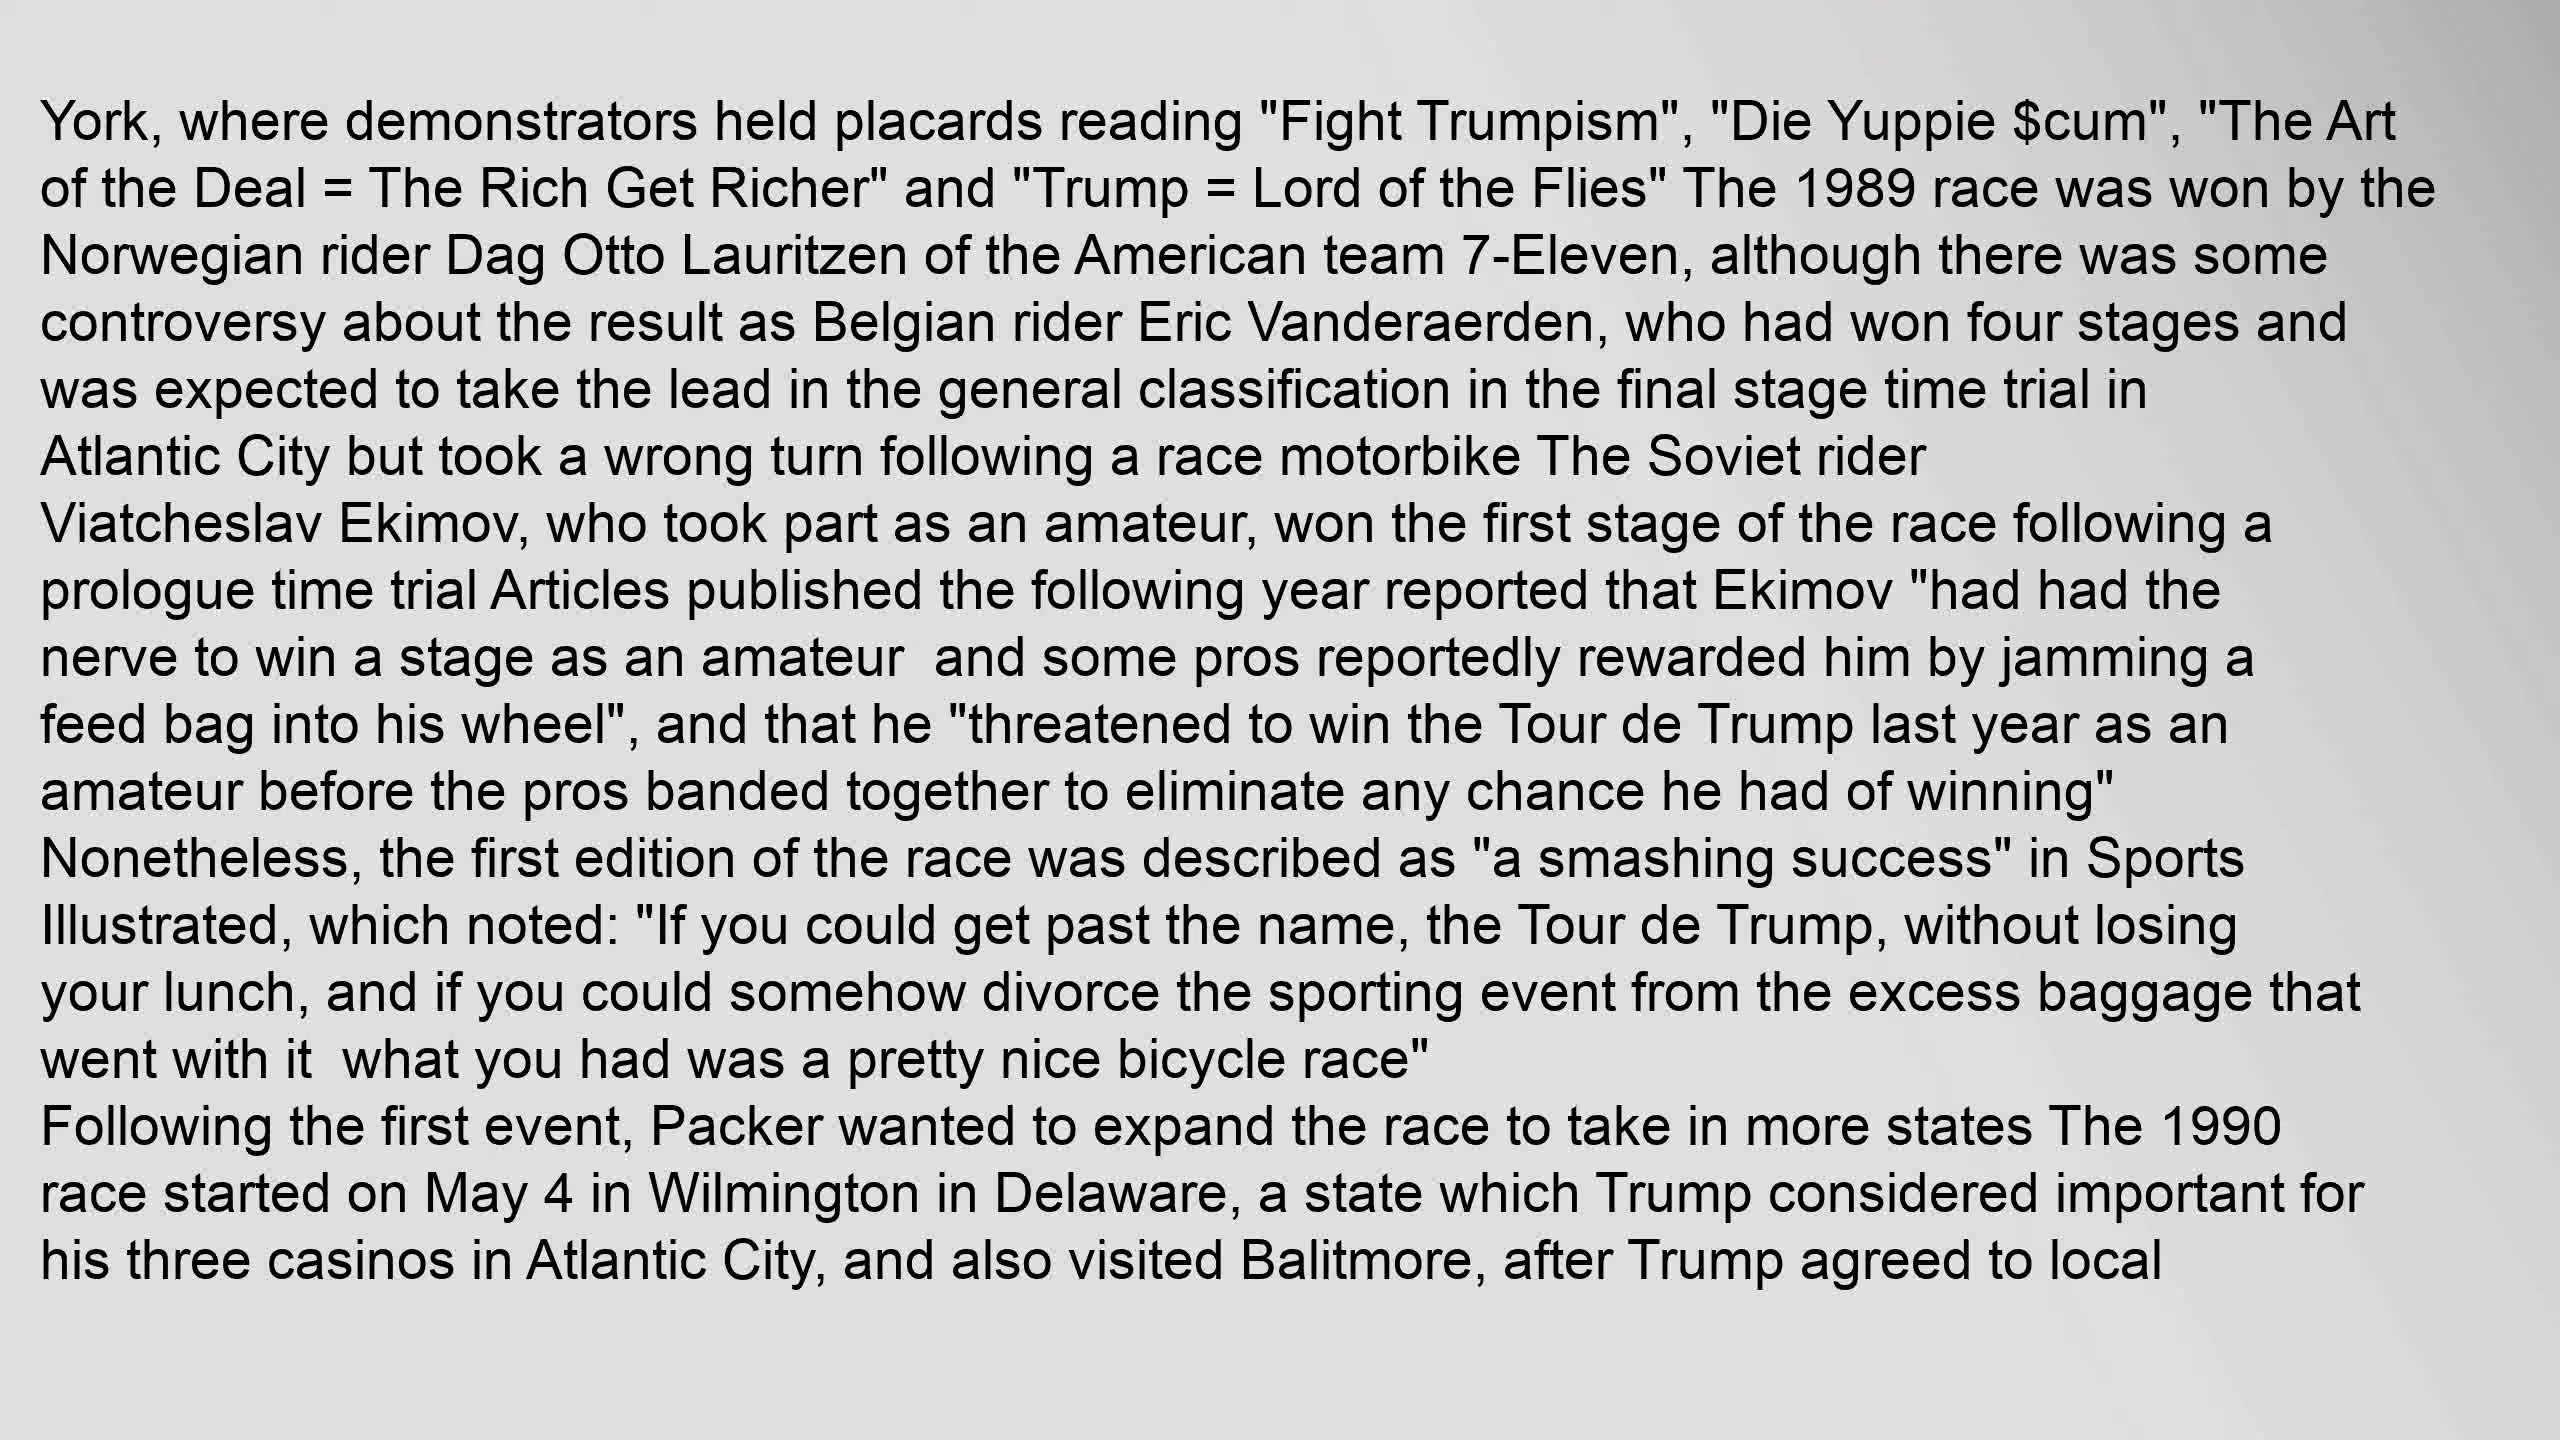 York, where demonstrators held placards reading "Fight Trumpism", "Die Yuppie $cum", "The Art
of the Deal = The Rich Get Richer" and "Trump = Lord of the Flies" The 1989 race was won by the
Norwegian rider Dag Otto Lauritzen of the American team 7-Eleven, although there was some
controversy about the result as Belgian rider Eric Vanderaerden, who had won four stages and
was expected to take the lead in the general classification in the final stage time trial in
Atlantic City but took a wrong turn following a race motorbike The Soviet rider
Viatcheslav Ekimov, who took part as an amateur, won the first stage of the race following a
prologue time trial Articles published the following year reported that Ekimov "had had the
nerve to win a stage as an amateur  and some pros reportedly rewarded him by jamming a
feed bag into his wheel", and that he "threatened to win the Tour de Trump last year as an
amateur before the pros banded together to eliminate any chance he had of winning"
Nonetheless, the first edition of the race was described as "a smashing success" in Sports
Illustrated, which noted: "If you could get past the name, the Tour de Trump, without losing
your lunch, and if you could somehow divorce the sporting event from the excess baggage that
went with it  what you had was a pretty nice bicycle race"
Following the first event, Packer wanted to expand the race to take in more states The 1990
race started on May 4 in Wilmington in Delaware, a state which Trump considered important for
his three casinos in Atlantic City, and also visited Balitmore, after Trump agreed to local